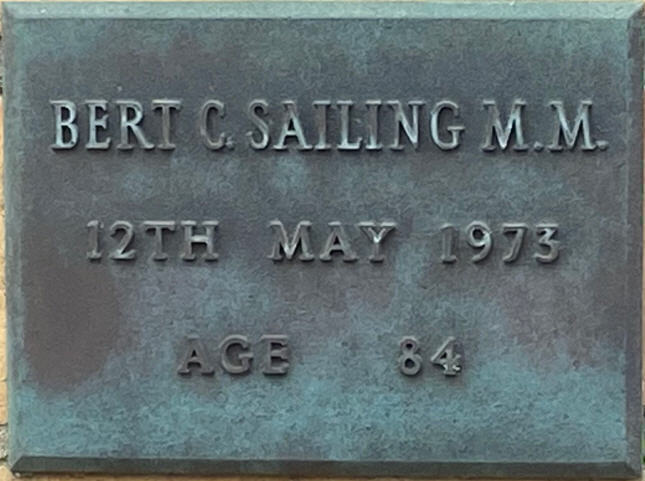 BERT C. SAILING M.M.
12TH MAY 1973
AGE 84